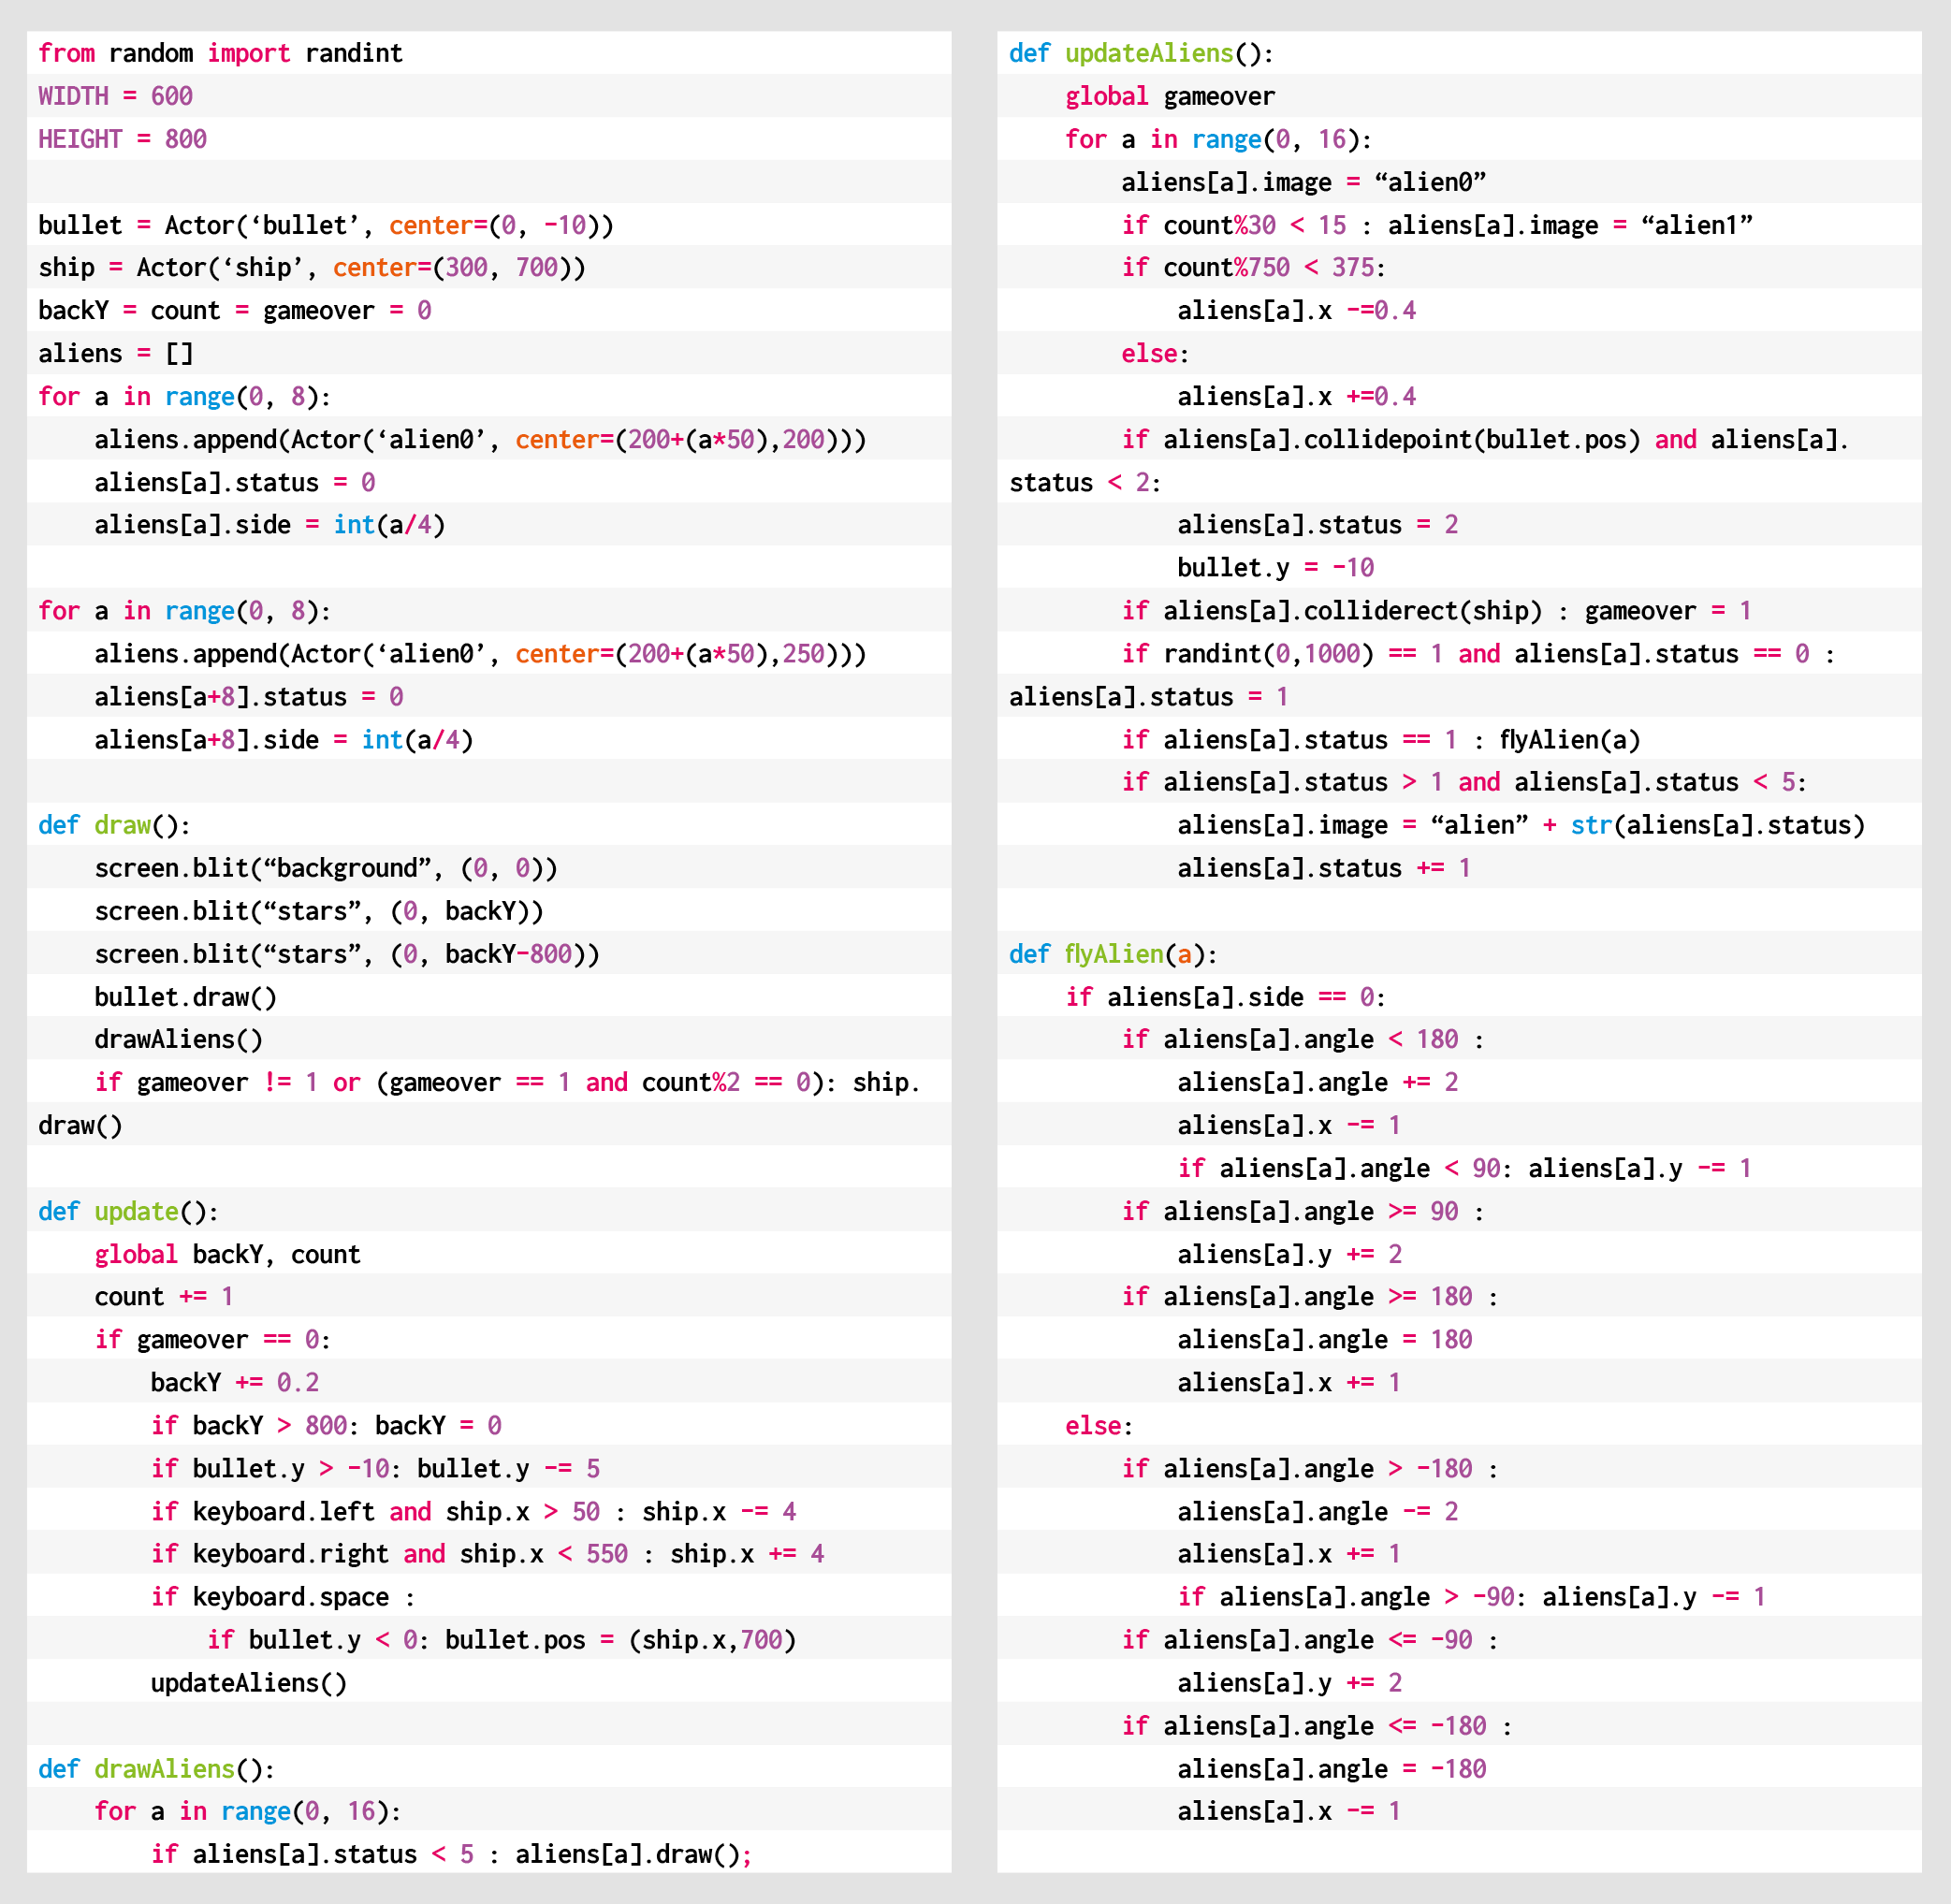 from random import randint
WIDTH = 600
HEIGHT = 800

bullet = Actor(‘bullet’, center=(0, -10))
ship = Actor(‘ship’, center=(300, 700))
backY = count = gameover = 0
aliens = []
for a in range(0, 8):
    aliens.append(Actor(‘alien0’, center=(200+(a*50),200)))
    aliens[a].status = 0
    aliens[a].side = int(a/4)

for a in range(0, 8):
    aliens.append(Actor(‘alien0’, center=(200+(a*50),250)))
    aliens[a+8].status = 0
    aliens[a+8].side = int(a/4)

def draw():
    screen.blit(“background”, (0, 0))
    screen.blit(“stars”, (0, backY))
    screen.blit(“stars”, (0, backY-800))
    bullet.draw()
    drawAliens()
    if gameover != 1 or (gameover == 1 and count%2 == 0): ship.
draw()

def update():
    global backY, count
    count += 1
    if gameover == 0:
        backY += 0.2
        if backY > 800: backY = 0
        if bullet.y > -10: bullet.y -= 5
        if keyboard.left and ship.x > 50 : ship.x -= 4
        if keyboard.right and ship.x < 550 : ship.x += 4
        if keyboard.space :
            if bullet.y < 0: bullet.pos = (ship.x,700)
        updateAliens()

def drawAliens():
    for a in range(0, 16):
        if aliens[a].status < 5 : aliens[a].draw();
def updateAliens():
    global gameover
    for a in range(0, 16):
        aliens[a].image = “alien0”
        if count%30 < 15 : aliens[a].image = “alien1”
        if count%750 < 375:
            aliens[a].x -=0.4
        else:
            aliens[a].x +=0.4
        if aliens[a].collidepoint(bullet.pos) and aliens[a].
status < 2:
            aliens[a].status = 2
            bullet.y = -10
        if aliens[a].colliderect(ship) : gameover = 1
        if randint(0,1000) == 1 and aliens[a].status == 0 :
aliens[a].status = 1
        if aliens[a].status == 1 : flyAlien(a)
        if aliens[a].status > 1 and aliens[a].status < 5:
            aliens[a].image = “alien” + str(aliens[a].status)
            aliens[a].status += 1

def flyAlien(a):
    if aliens[a].side == 0:
        if aliens[a].angle < 180 :
            aliens[a].angle += 2
            aliens[a].x -= 1
            if aliens[a].angle < 90: aliens[a].y -= 1
        if aliens[a].angle >= 90 :
            aliens[a].y += 2
        if aliens[a].angle >= 180 :
            aliens[a].angle = 180
            aliens[a].x += 1
    else:
        if aliens[a].angle > -180 :
            aliens[a].angle -= 2
            aliens[a].x += 1
            if aliens[a].angle > -90: aliens[a].y -= 1
        if aliens[a].angle <= -90 :
            aliens[a].y += 2
        if aliens[a].angle <= -180 :
            aliens[a].angle = -180
            aliens[a].x -= 1